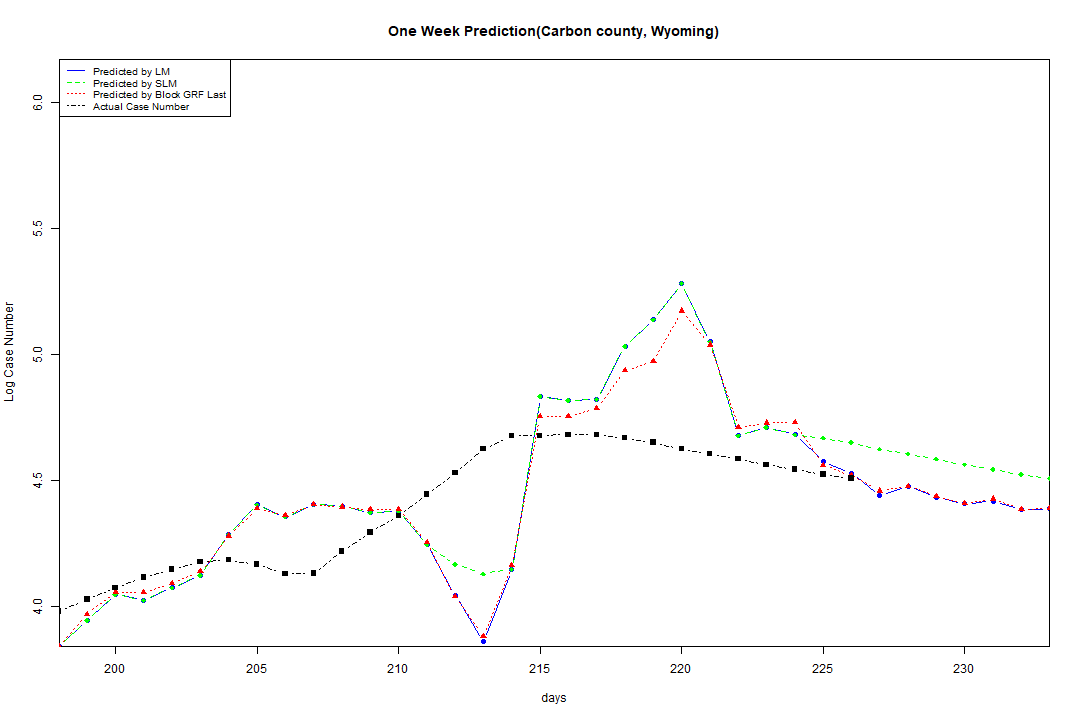 One Week Prediction(Carbon county, Wyoming)
Predicted by LM
Predicted by SLM
Predicted by Block GRF Last
Actual Case Number
6.0
5.5
5.0
4.5
4.0
Log Case Number
200 205 210 215 220 225 230
days